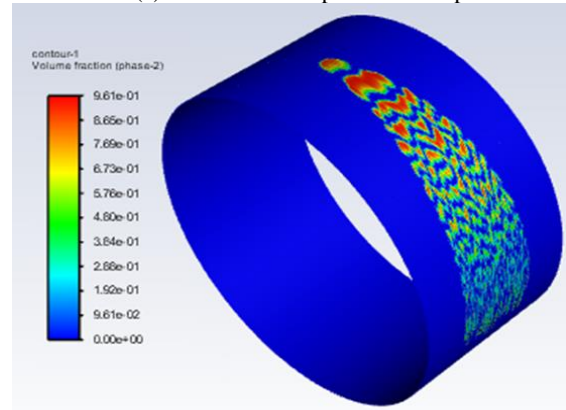 contour-1
Volume fraction (phase-2)
9.61e-01
8.65e-01
7.69e-01
6.73e-01
5.76e-01
4.80e-01
3.84e-01
2.88e-01
1.92e-01
9.61e-02
0.00e+00